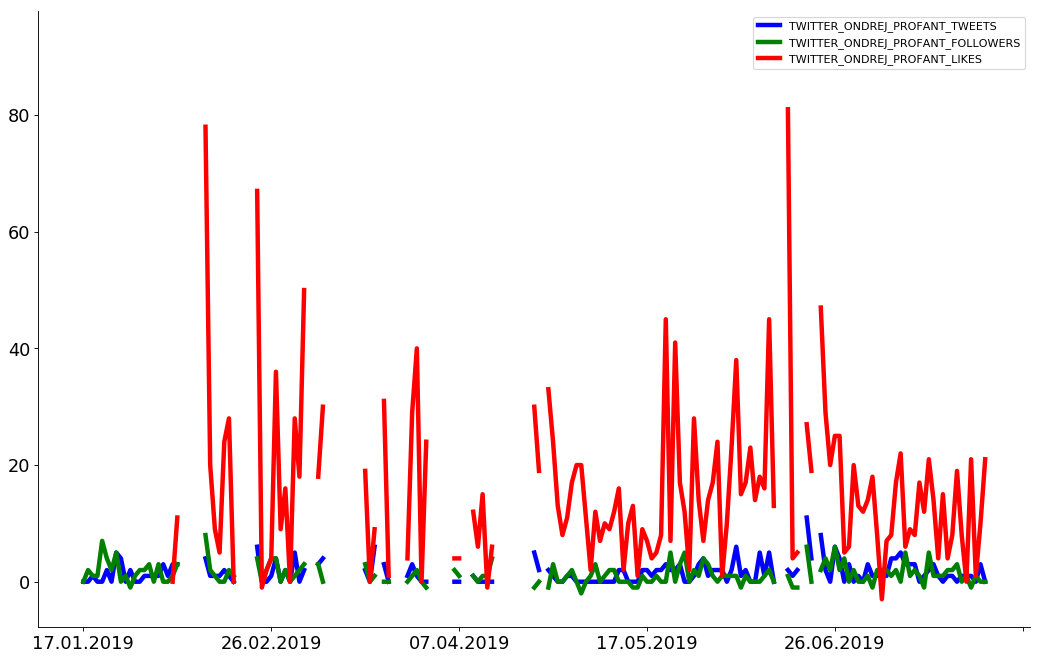 TWITTER_ONDREJ_PROFANT_TWEETS
TWITTER_ONDREJ_PROFANT_FOLLOWERS
TWITTER_ONDREJ_PROFANT_LIKES
80
60
40
20
0
17.01.2019 26.02.2019 07.04.2019 17.05.2019 26.06.2019